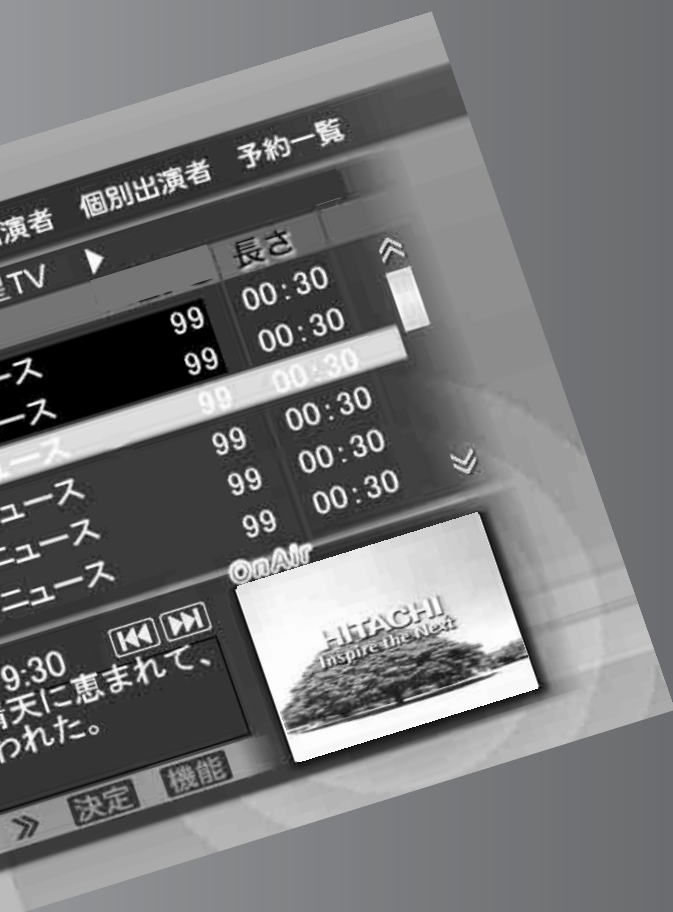 演者 個別出演者 予約一覧
TV
長さ
ース 99 00:30
ース 99 00:30
ュース 99 00:30
ュース 99 00:30
ニュース 99 00:30
ニュース 99 00:30
OnAir
HITACHI
Inspire the Next
9:30
晴天に恵まれて、
われた。
決定 機能